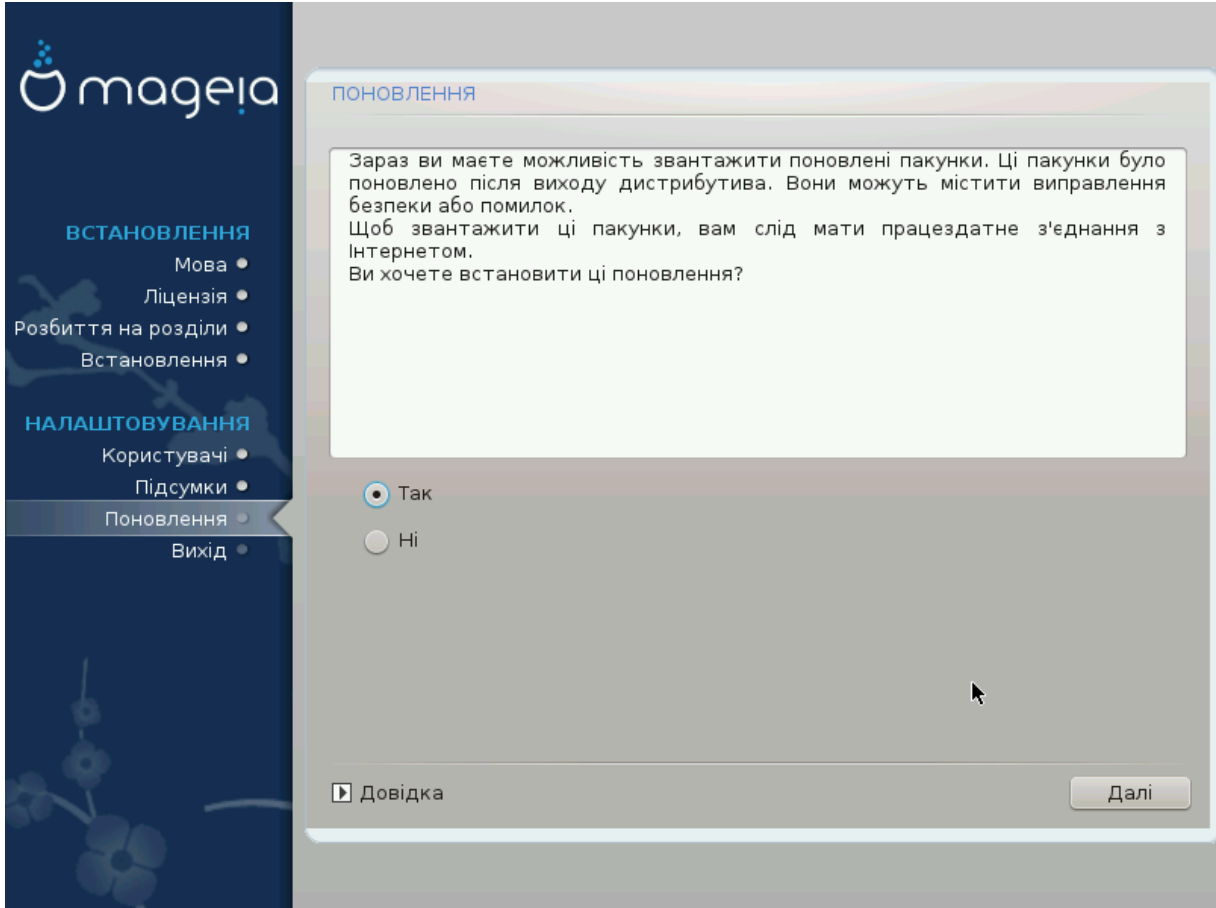 mageia
ВСТАНОВЛЕННЯ
Мова
Ліцензія
Розбиття на розділи
Встановлення
НАЛАШТОВУВАННЯ
Користувачі
Підсумки
Поновлення
Вихід
ПОНОВЛЕННЯ
Зараз ви маєте можливість звантажити поновлені пакунки. Ці пакунки було
поновлено після виходу дистрибутива. Вони можуть містити виправлення
безпеки або помилок.
Щоб звантажити ці пакунки, вам слід мати працездатне з'єднання з
Інтернетом.
Ви хочете встановити ці поновлення?
Так
Ні
Довідка
Далі